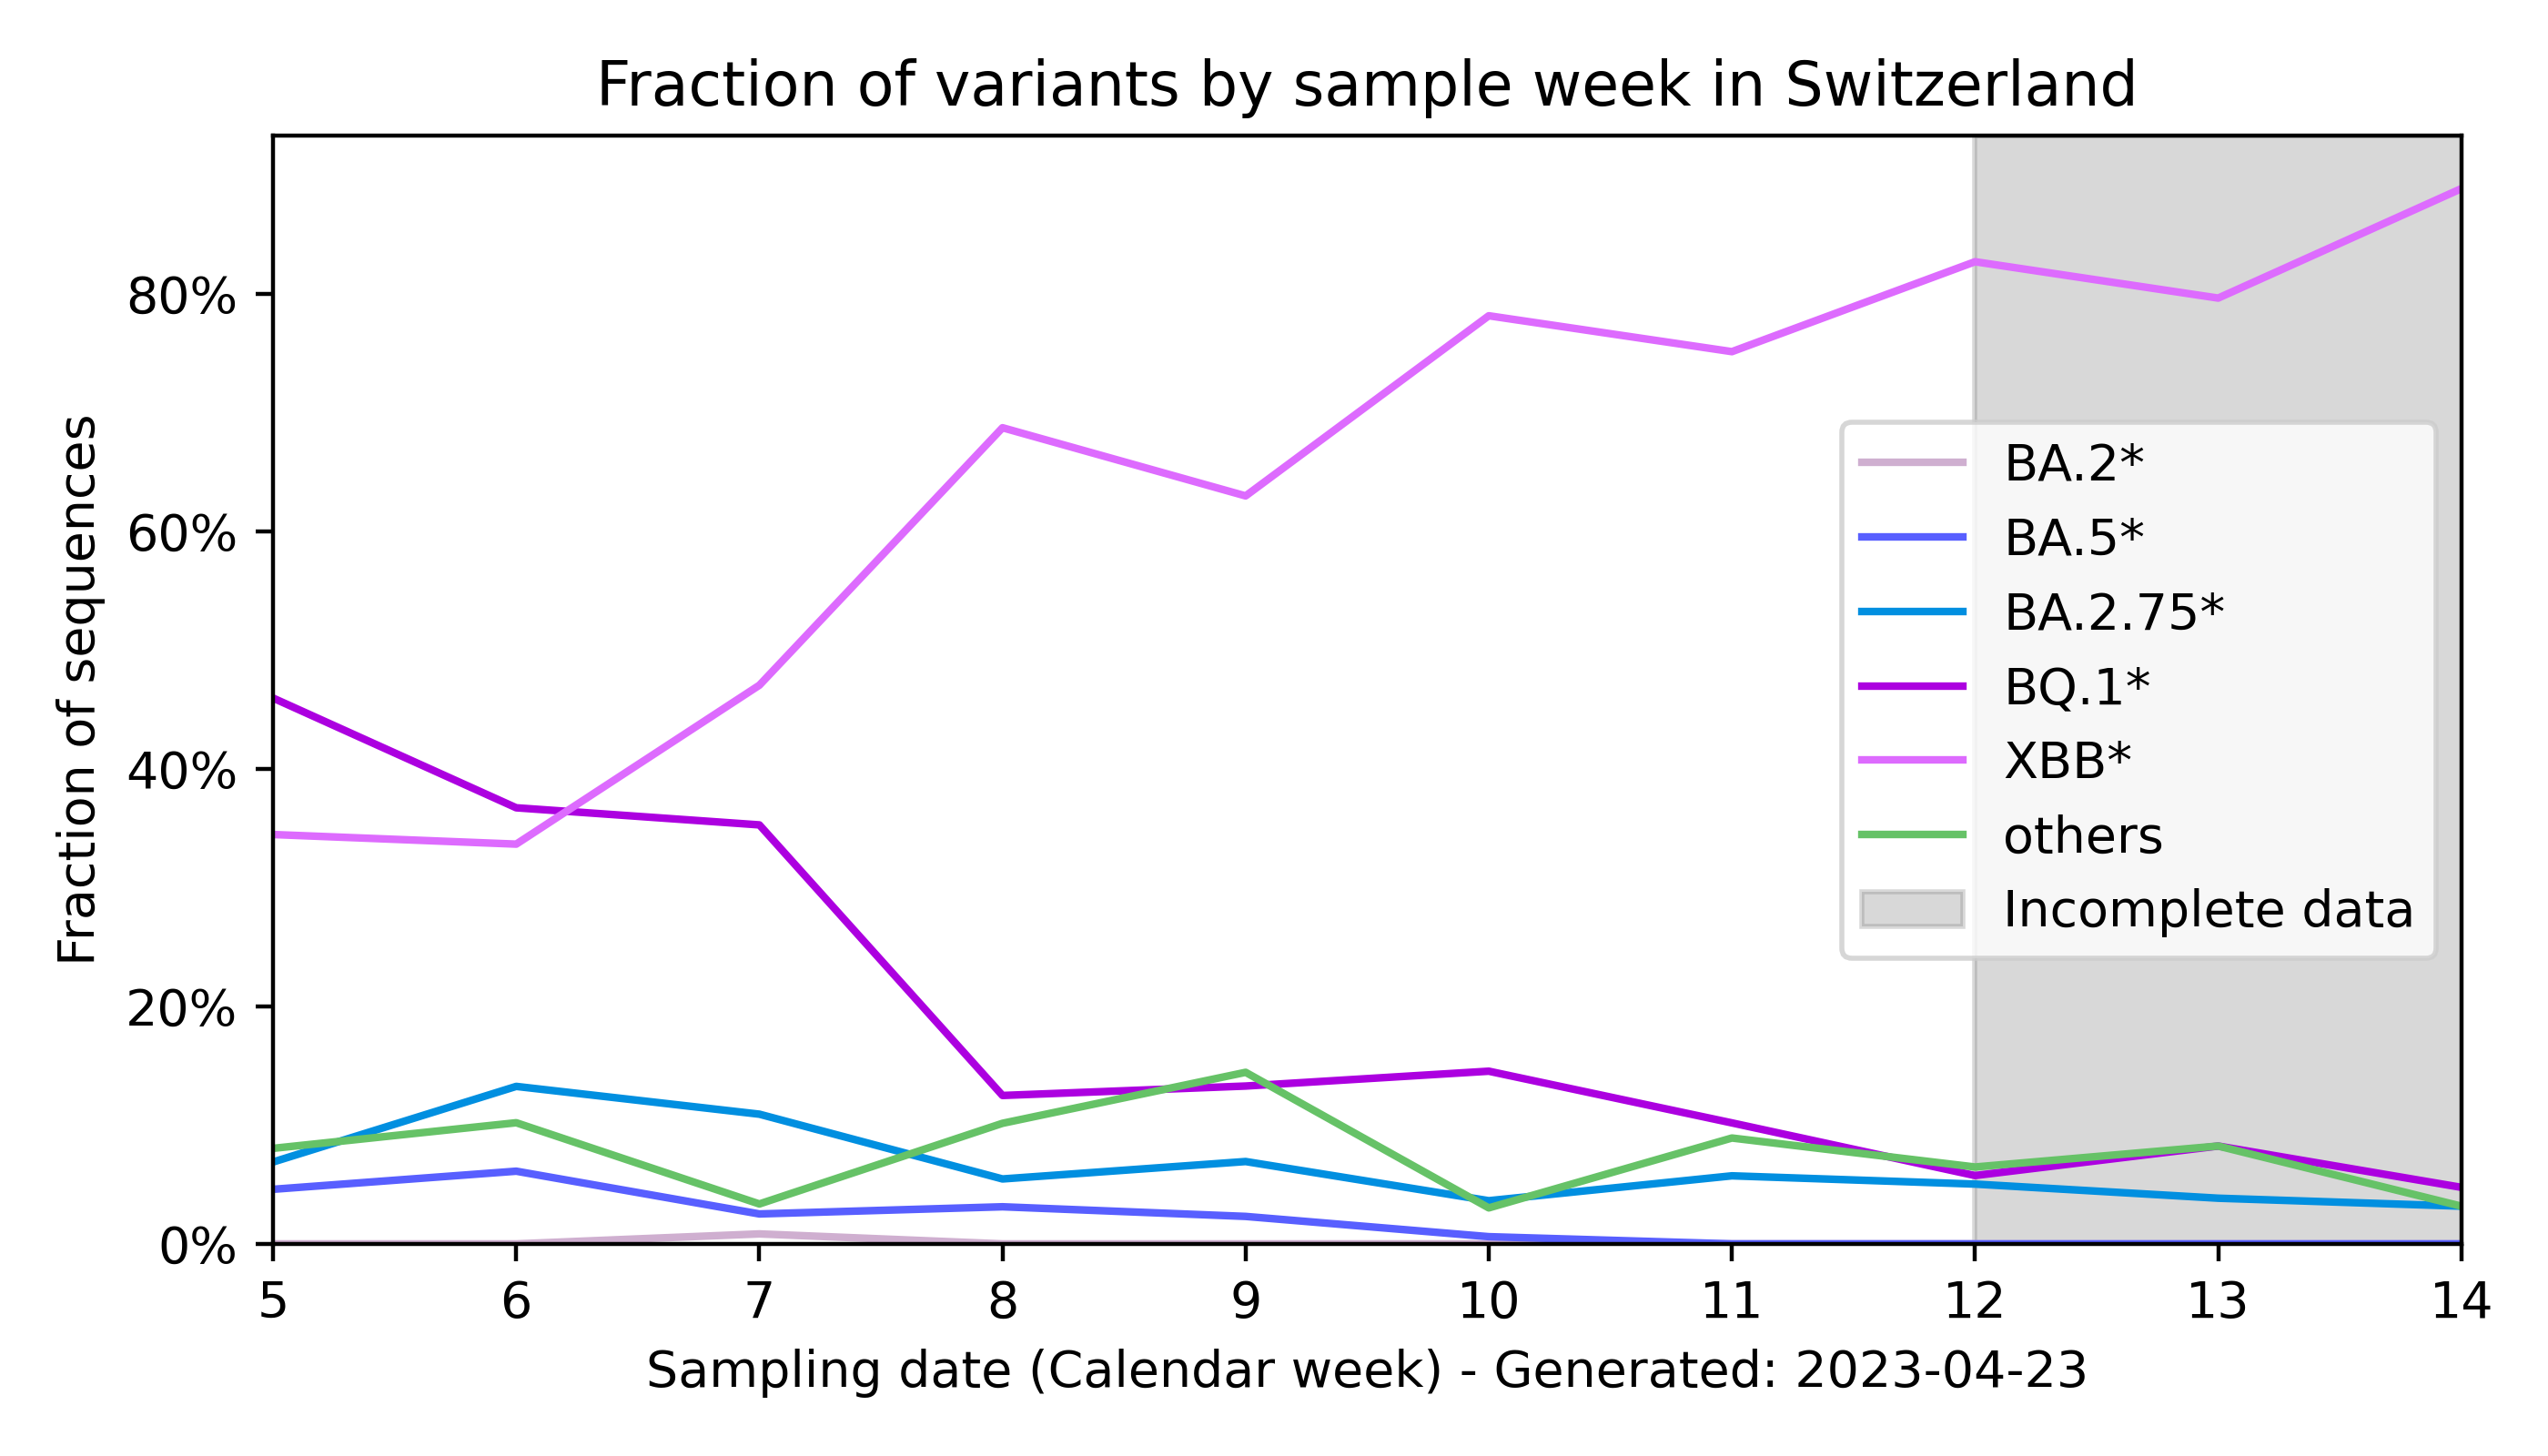 Fraction of variants by sample week in Switzerland
Fraction of sequences
80%
60%
40%
20%
0%
BA.2*
BA.5*
BA.2.75*
BQ.1*
XBB*
others
Incomplete data
5 6 7 8 9 10 11 12 13 14
Sampling date (Calendar week) - Generated: 2023-04-23